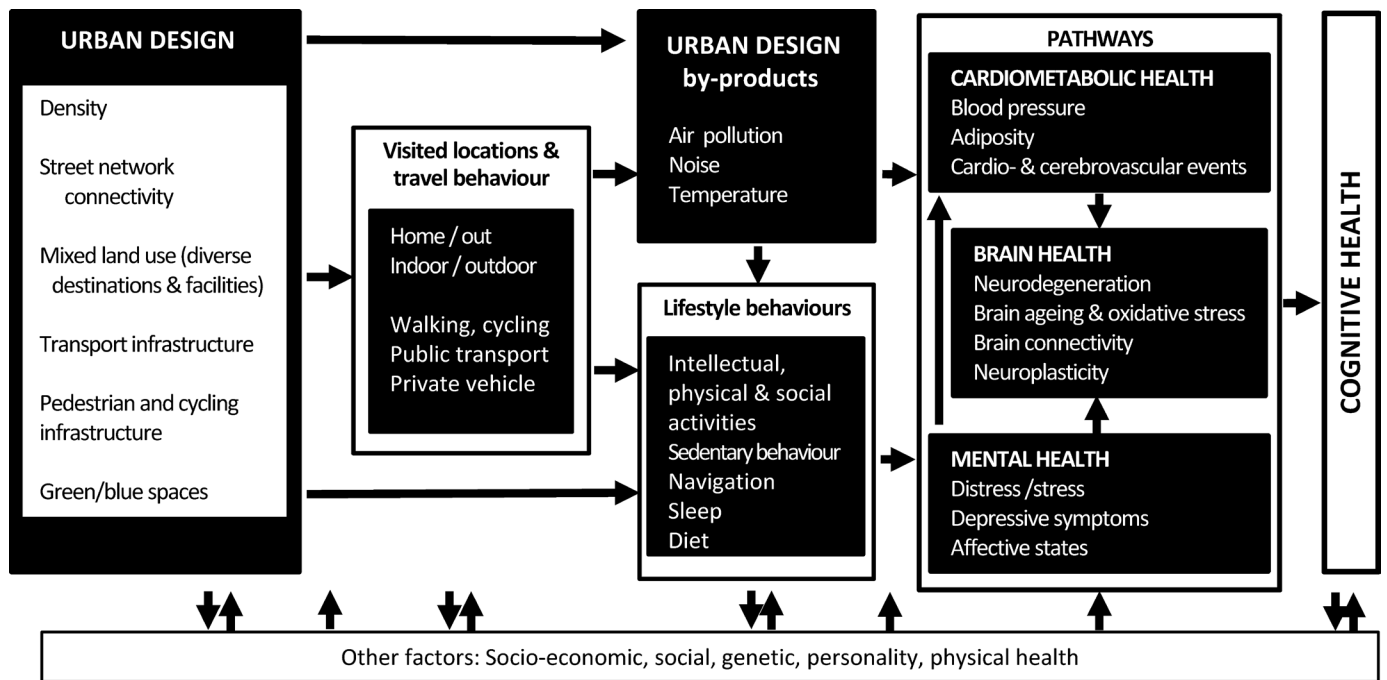 URBAN DESIGN
Density
Street network
connectivity
Mixed land use (diverse
destinations & facilities)
Transport infrastructure
Pedestrian and cycling
infrastructure
Green/blue spaces
Visited locations &
travel behaviour
Home / out
Indoor / outdoor
Walking, cycling
Public transport
Private vehicle
URBAN DESIGN
by-products
Air pollution
Noise
Temperature
Lifestyle behaviours
Intellectual,
physical & social
activities
Sedentary behaviour
Navigation
Sleep
Diet
PATHWAYS
CARDIOMETABOLIC HEALTH
Blood pressure
Adiposity
Cardio- & cerebrovascular events
BRAIN HEALTH
Neurodegeneration
Brain ageing & oxidative stress
Brain connectivity
Neuroplasticity
MENTAL HEALTH
Distress /stress
Depressive symptoms
Affective states
COGNITIVE HEALTH
Other factors: Socio-economic, social, genetic, personality, physical health